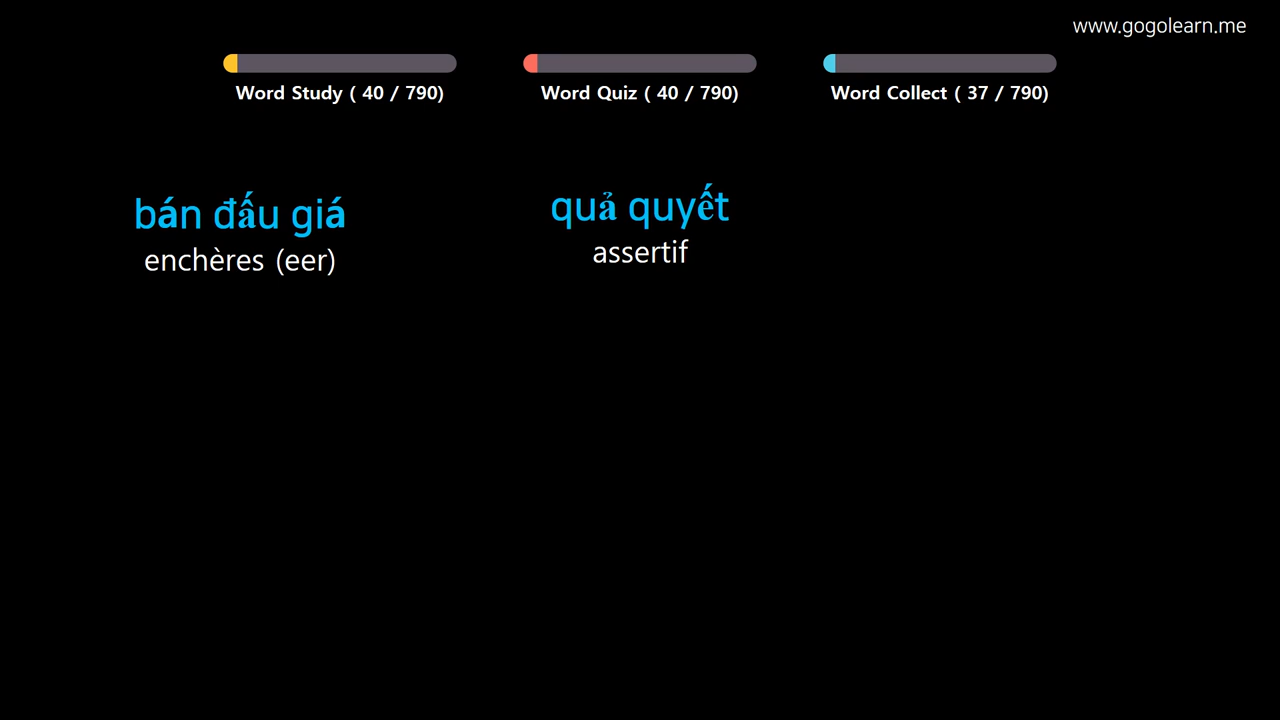 www.gogolearn.me
Word Study ( 40 / 790)
Word Quiz ( 40 / 790)
Word Collect ( 37 / 790)
bán đấu giá
enchères (eer)
quả quyết
assertif